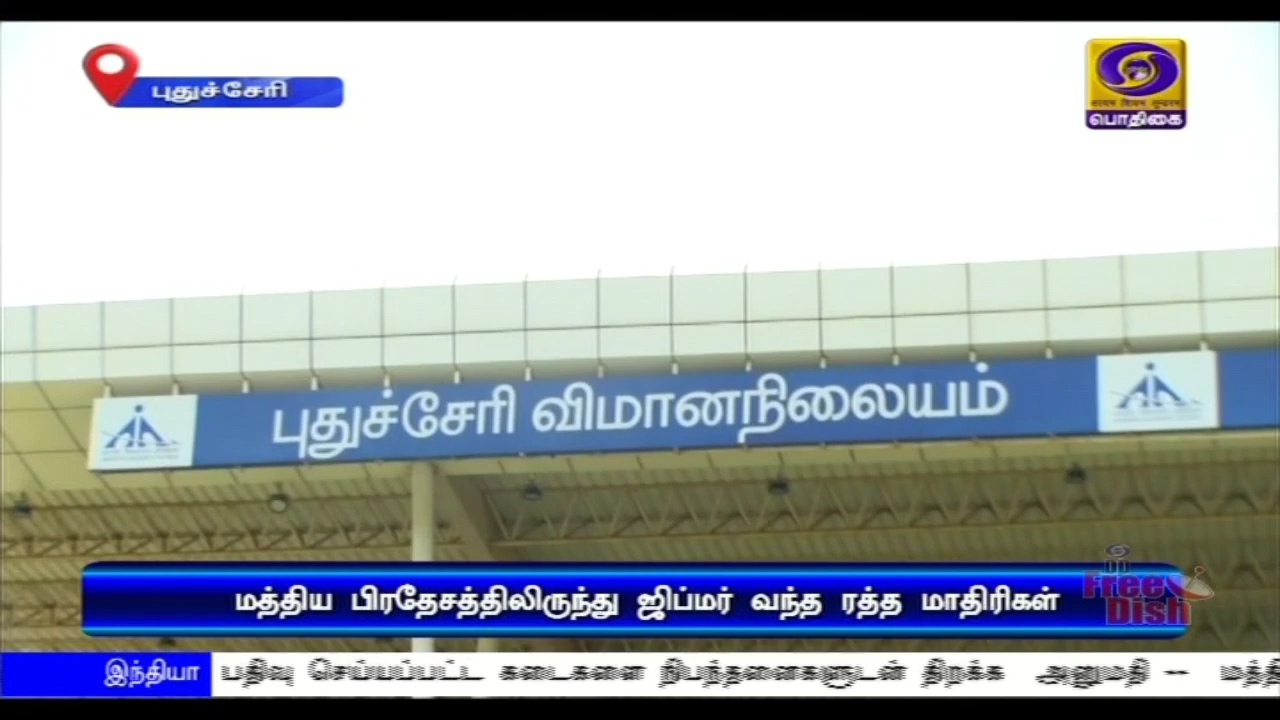 புதுச்சேரி
பொதிகை
புதுச்சேரி விமானநிலையம்
மத்திய பிரதேசத்திலிருந்து ஜிப்மர் வந்த ரத்த மாதிரிகள்
Free
Dish
இந்தியா பதிவு செய்யப்பட்ட கடைகளை நிபந்தனைகளுடன் திறக்க அனுமதி --